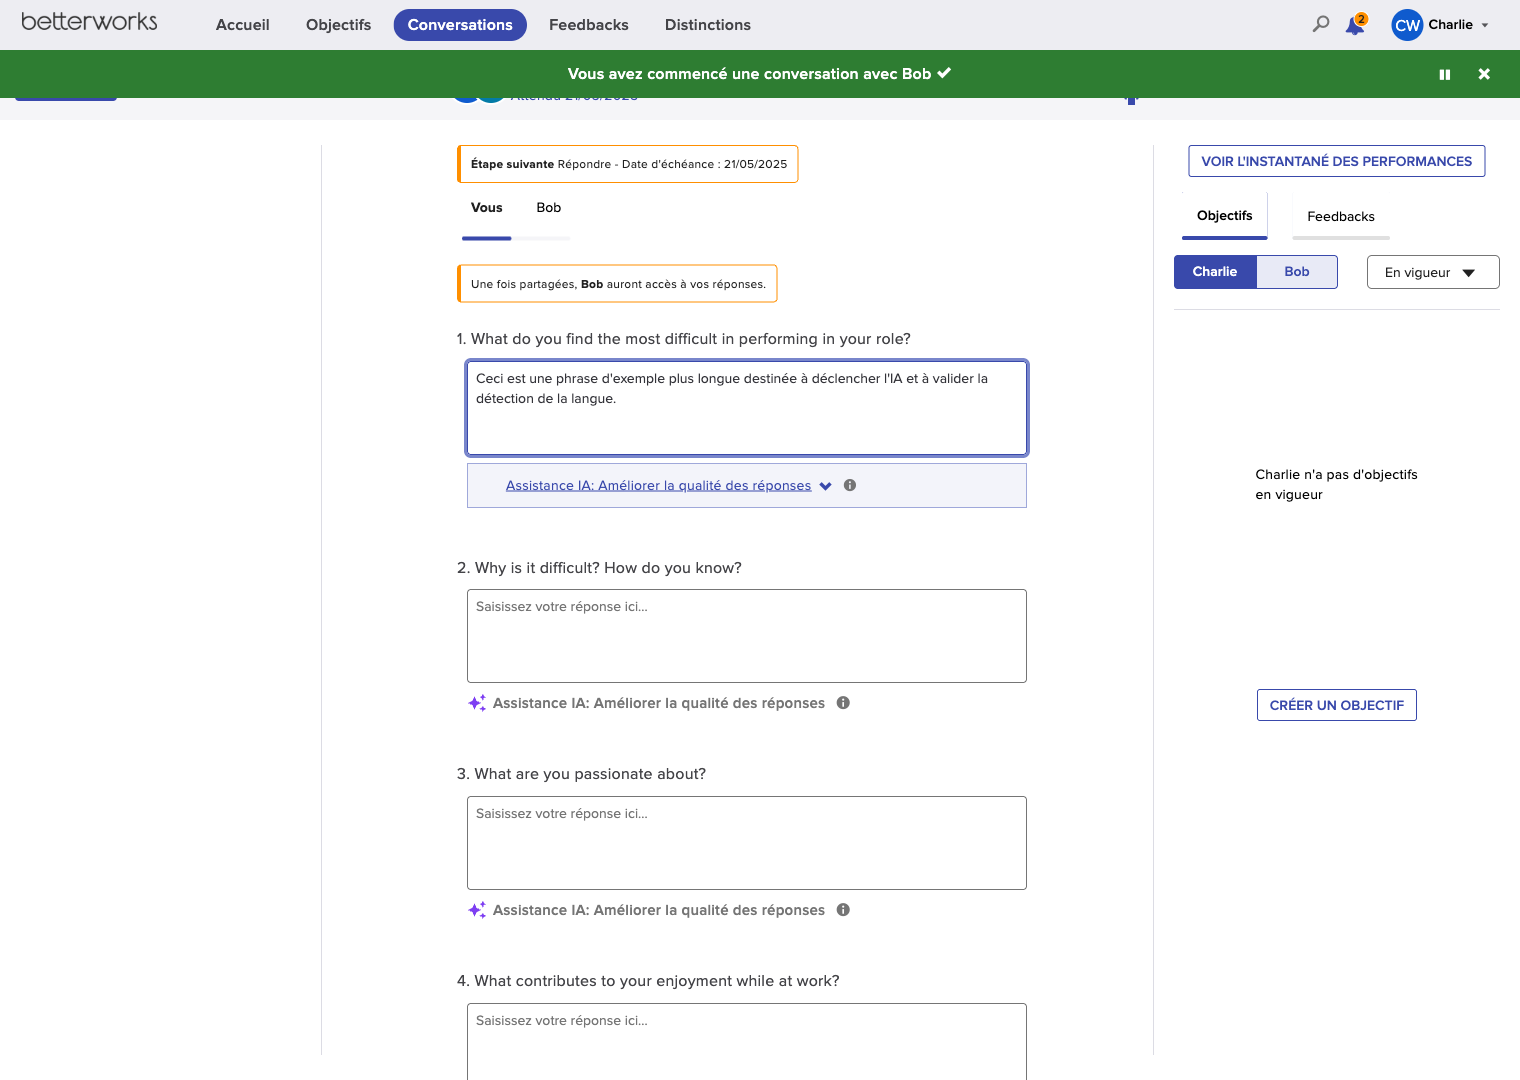 betterworks
Accueil
Objectifs
Conversations
Feedbacks
Distinctions
2
CW
Charlie
Vous avez commencé une conversation avec Bob
Étape suivante Répondre - Date d'échéance : 21/05/2025
Vous
Bob
Une fois partagées, Bob auront accès à vos réponses.
1. What do you find the most difficult in performing in your role?
Ceci est une phrase d'exemple plus longue destinée à déclencher l'IA et à valider la
détection de la langue.
Assistance IA: Améliorer la qualité des réponses
2. Why is it difficult? How do you know?
Saisissez votre réponse ici...
Assistance IA: Améliorer la qualité des réponses
3. What are you passionate about?
Saisissez votre réponse ici...
Assistance IA: Améliorer la qualité des réponses
4. What contributes to your enjoyment while at work?
Saisissez votre réponse ici...
VOIR L'INSTANTANÉ DES PERFORMANCES
Objectifs
Feedbacks
Charlie
Bob
En vigueur
Charlie n'a pas d'objectifs
en vigueur
CRÉER UN OBJECTIF